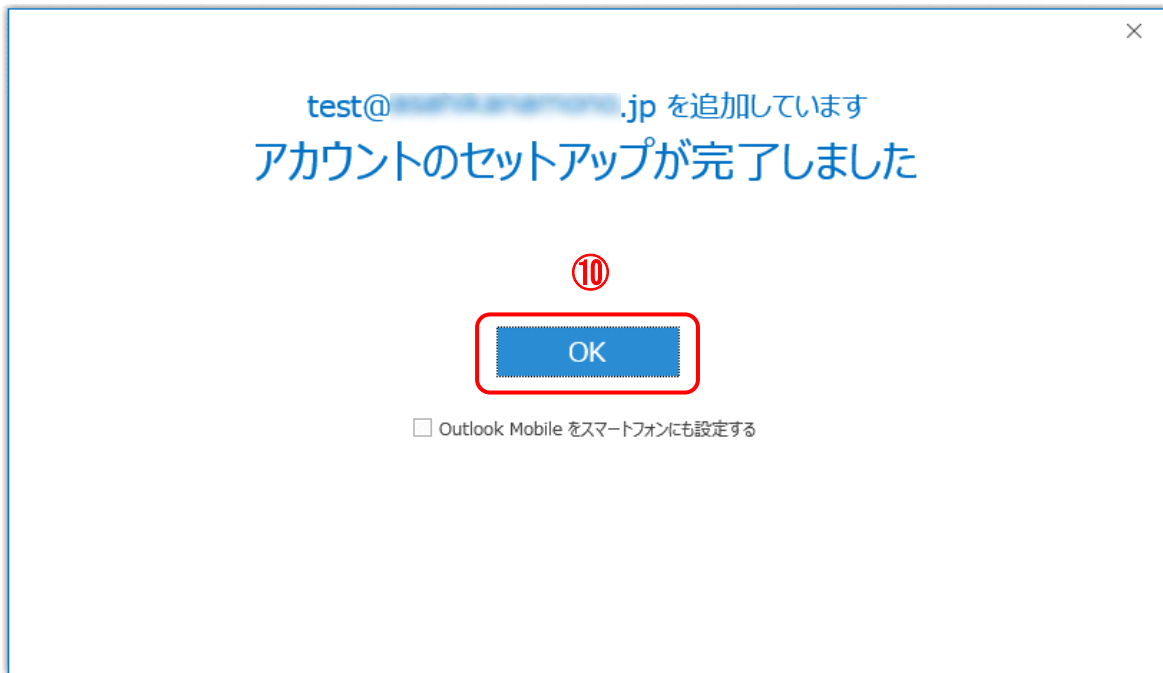 test@ .jp を追加しています
アカウントのセットアップが完了しました
⑩
OK
Outlook Mobile をスマートフォンにも設定する